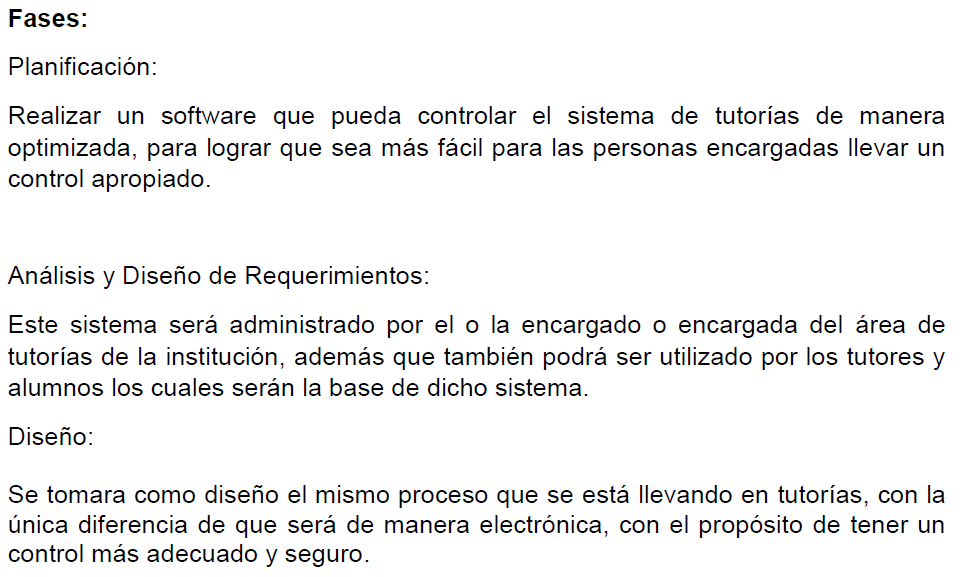 Fases:
Planificación:
Realizar un software que pueda controlar el sistema de tutorías de manera
optimizada, para lograr que sea más fácil para las personas encargadas llevar un
control apropiado.
Análisis y Diseño de Requerimientos:
Este sistema será administrado por el o la encargado o encargada del área de
tutorías de la institución, además que también podrá ser utilizado por los tutores y
alumnos los cuales serán la base de dicho sistema.
Diseño:
Se tomara como diseño el mismo proceso que se está llevando en tutorías, con la
única diferencia de que será de manera electrónica, con el propósito de tener un
control más adecuado y seguro.